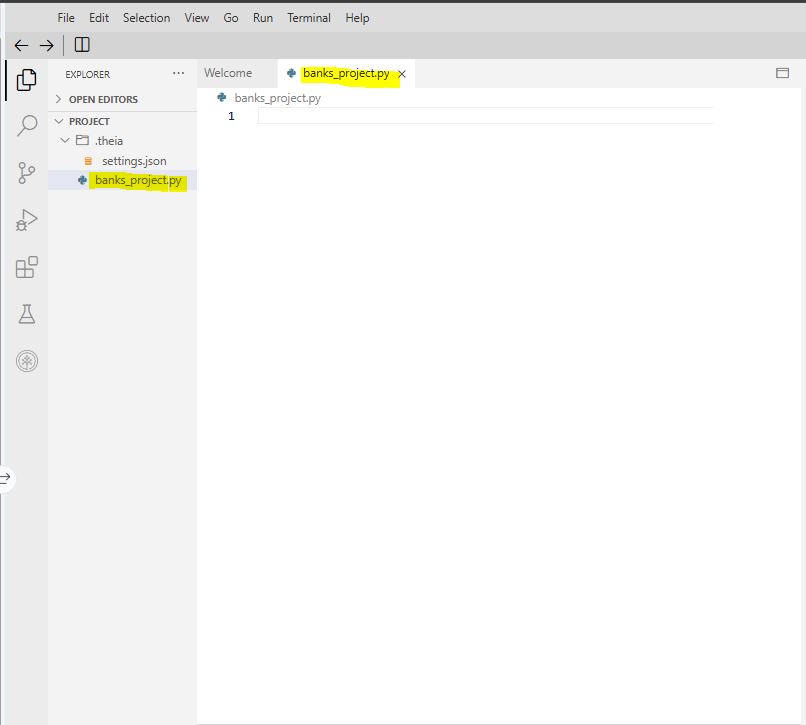 File Edit Selection View Go Run Terminal Help
EXPLORER ...
Welcome banks_project.py
OPEN EDITORS
banks_project.py
1
PROJECT
.theia
settings.json
banks_project.py